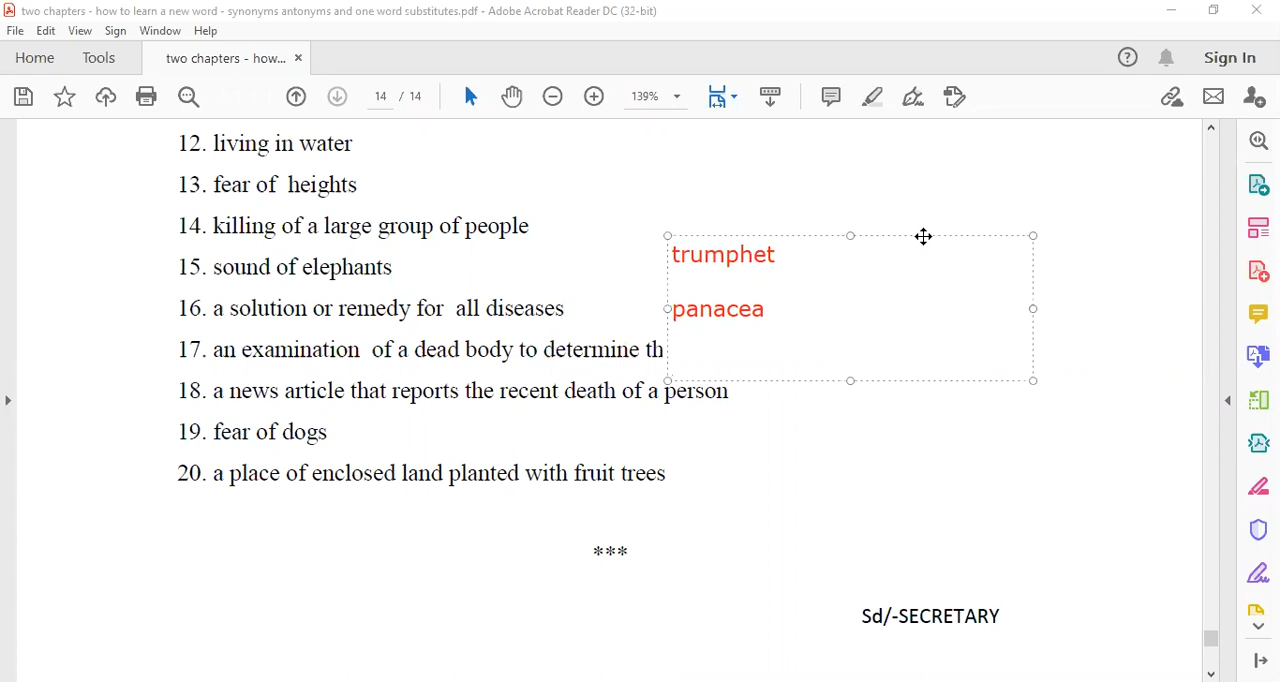 two chapters - how to learn a new word - synonyms antonyms and one word substitutes.pdf - Adobe Acrobat Reader DC (32-bit)
File Edit View Sign Window Help
Home Tools two chapters - how... × Sign In
14 / 14 139%
12. living in water
13. fear of heights
14. killing of a large group of people
trumphet
15. sound of elephants
16. a solution or remedy for all diseases
panacea
17. an examination of a dead body to determine th
18. a news article that reports the recent death of a person
19. fear of dogs
20. a place of enclosed land planted with fruit trees
***
Sd/-SECRETARY